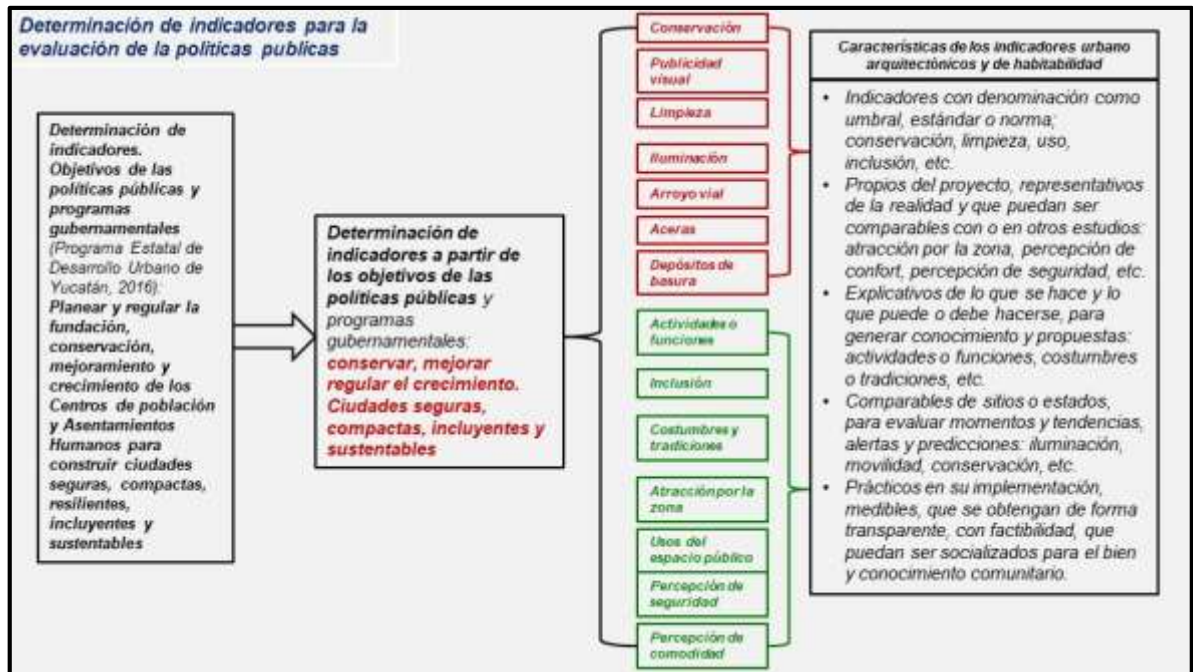 Determinación de indicadores para la
evaluación de la políticas publicas
Determinación de
indicadores.
Objetivos de las
políticas públicas y
programas
gubernamentales
(Programa Estatal de
Desarrollo Urbano de
Yucatán, 2016):
Planear y regular la
fundación,
conservación,
mejoramiento y
crecimiento de los
Centros de población
y Asentamientos
Humanos para
construir ciudades
seguras, compactas,
resilientes,
incluyentes y
sustentables
Determinación de
indicadores a partir de
los objetivos de las
políticas públicas y
programas
gubernamentales:
conservar, mejorar
regular el crecimiento.
Ciudades seguras,
compactas, incluyentes y
sustentables
Conservación
Publicidad
visual
Limpieza
Iluminación
Arroyo vial
Aceras
Depósitos de
basura
Actividades o
funciones
Inclusión
Costumbres y
tradiciones
Atracción por la
zona
Usos del
espacio público
Percepción de
seguridad
Percepción de
comodidad
Características de los indicadores urbano
arquitectónicos y de habitabilidad
• Indicadores con denominación como
umbral, estándar o norma;
conservación, limpieza, uso,
inclusión, etc.
• Propios del proyecto, representativos
de la realidad y que puedan ser
comparables con o en otros estudios:
atracción por la zona, percepción de
confort, percepción de seguridad, etc.
• Explicativos de lo que se hace y lo
que puede o debe hacerse, para
generar conocimiento y propuestas:
actividades o funciones, costumbres
o tradiciones, etc.
• Comparables de sitios o estados,
para evaluar momentos y tendencias,
alertas y predicciones: iluminación,
movilidad, conservación, etc.
• Prácticos en su implementación,
medibles, que se obtengan de forma
transparente, con factibilidad, que
puedan ser socializados para el bien
y conocimiento comunitario.